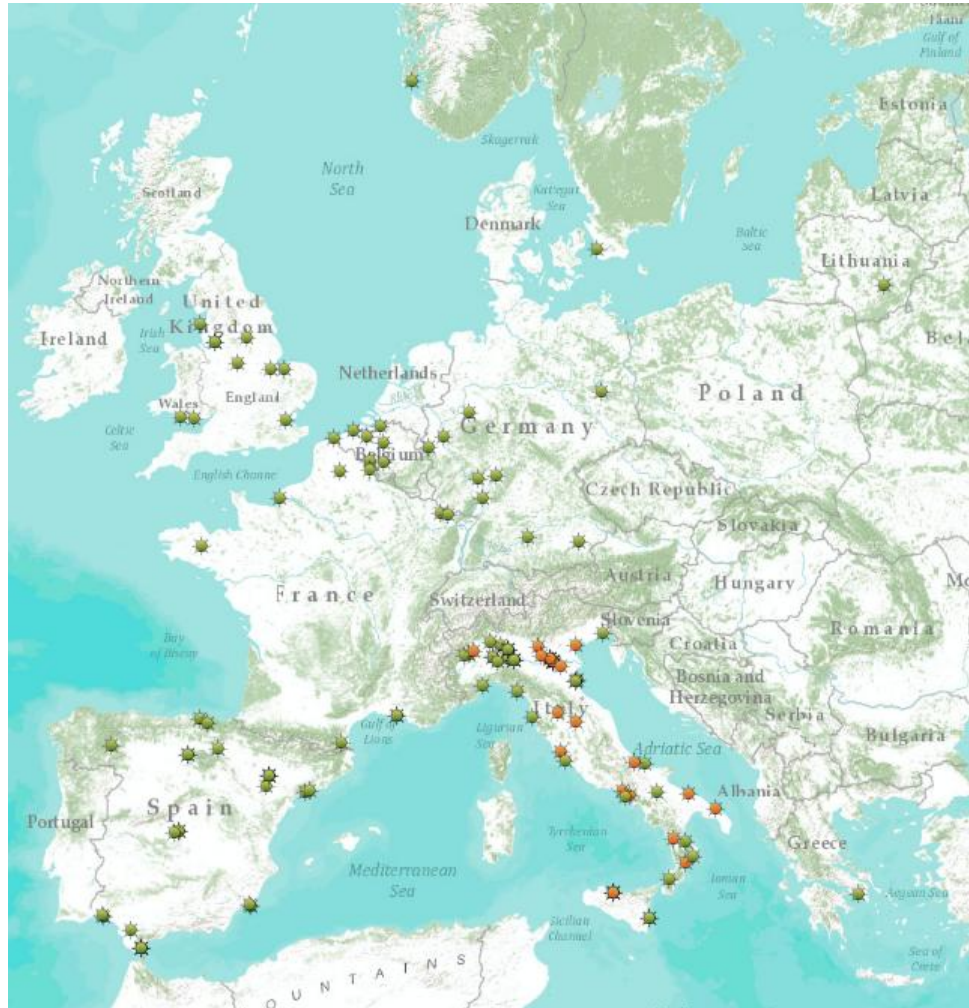 Gulf of
Finland
Estonia
Skagerrak
North
Sea
Scotland
Kattegat
Sea
Latvia
Denmark
Baltic
Sea
Lithuania
Northern
Ireland
United
Kingdom
Irish
Sea
Ireland
Netherlands
Poland
Wales
England
Germany
Celtic
Sea
Belgium
English Channe
Czech Republic
Slovakia
Austria
Hungary
France
Switzerland
Slovenia
Romania
Croatia
Bay
of Biscay
Bosnia and
Herzegovina
Italy
Serbia
Gulf of
Lions
Ligurian
Sea
Bulgaria
Adriatic Sea
Spain
Albania
Portugal
Tyrrhenian
Sea
Greece
Mediterranean
Sea
Ionian
Sea
Aegean Sea
Sicilian
Channel
Sea of
Crete
OUNTAINS